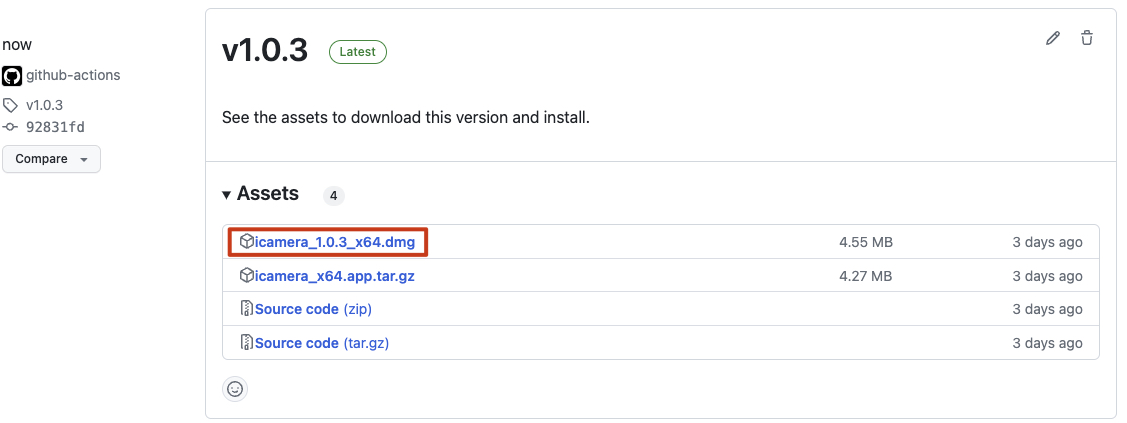 now
github-actions
v1.0.3
92831fd
Compare
v1.0.3 Latest
See the assets to download this version and install.
Assets 4
icamera_1.0.3_x64.dmg 4.55 MB 3 days ago
icamera_x64.app.tar.gz 4.27 MB 3 days ago
Source code (zip) 3 days ago
Source code (tar.gz) 3 days ago